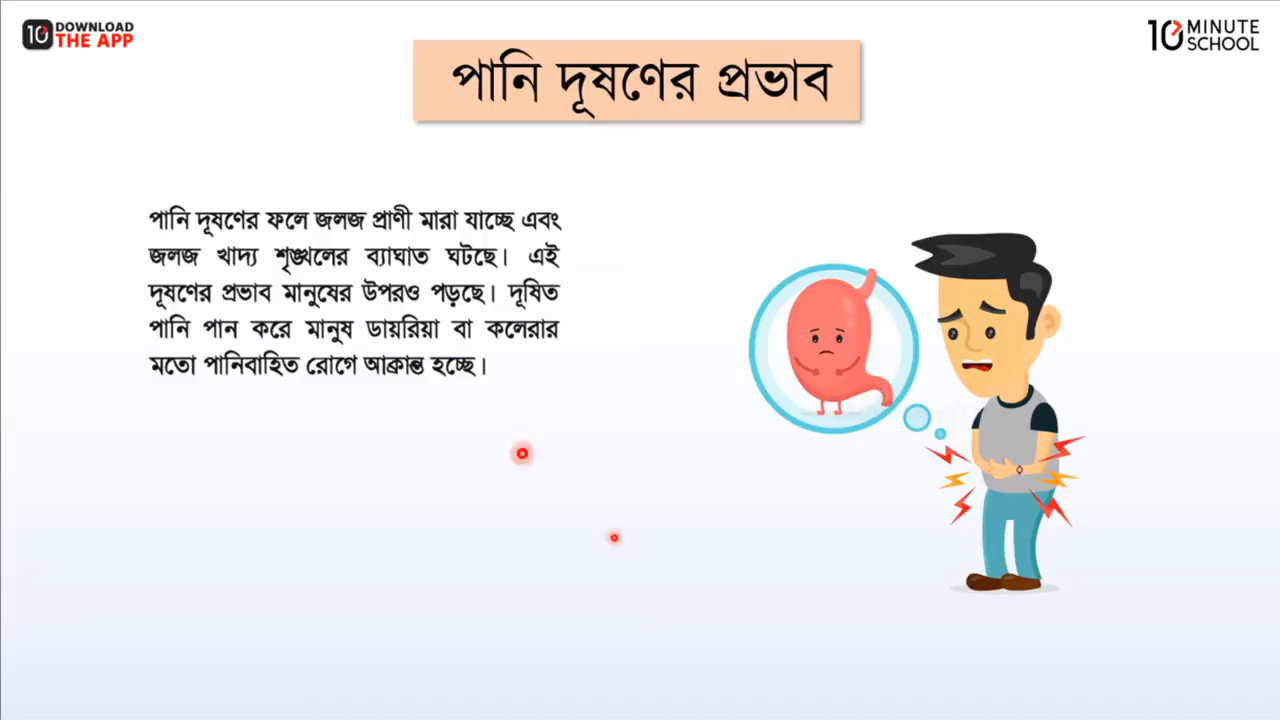 DOWNLOAD
THE APP
10 MINUTE
SCHOOL
পানি দূষণের প্রভাব
পানি দূষণের ফলে জলজ প্রাণী মারা যাচ্ছে এবং
জলজ খাদ্য শৃঙ্খলের ব্যাঘাত ঘটছে। এই
দূষণের প্রভাব মানুষের উপরও পড়ছে। দূষিত
পানি পান করে মানুষ ডায়রিয়া বা কলেরার
মতো পানিবাহিত রোগে আক্রান্ত হচ্ছে।